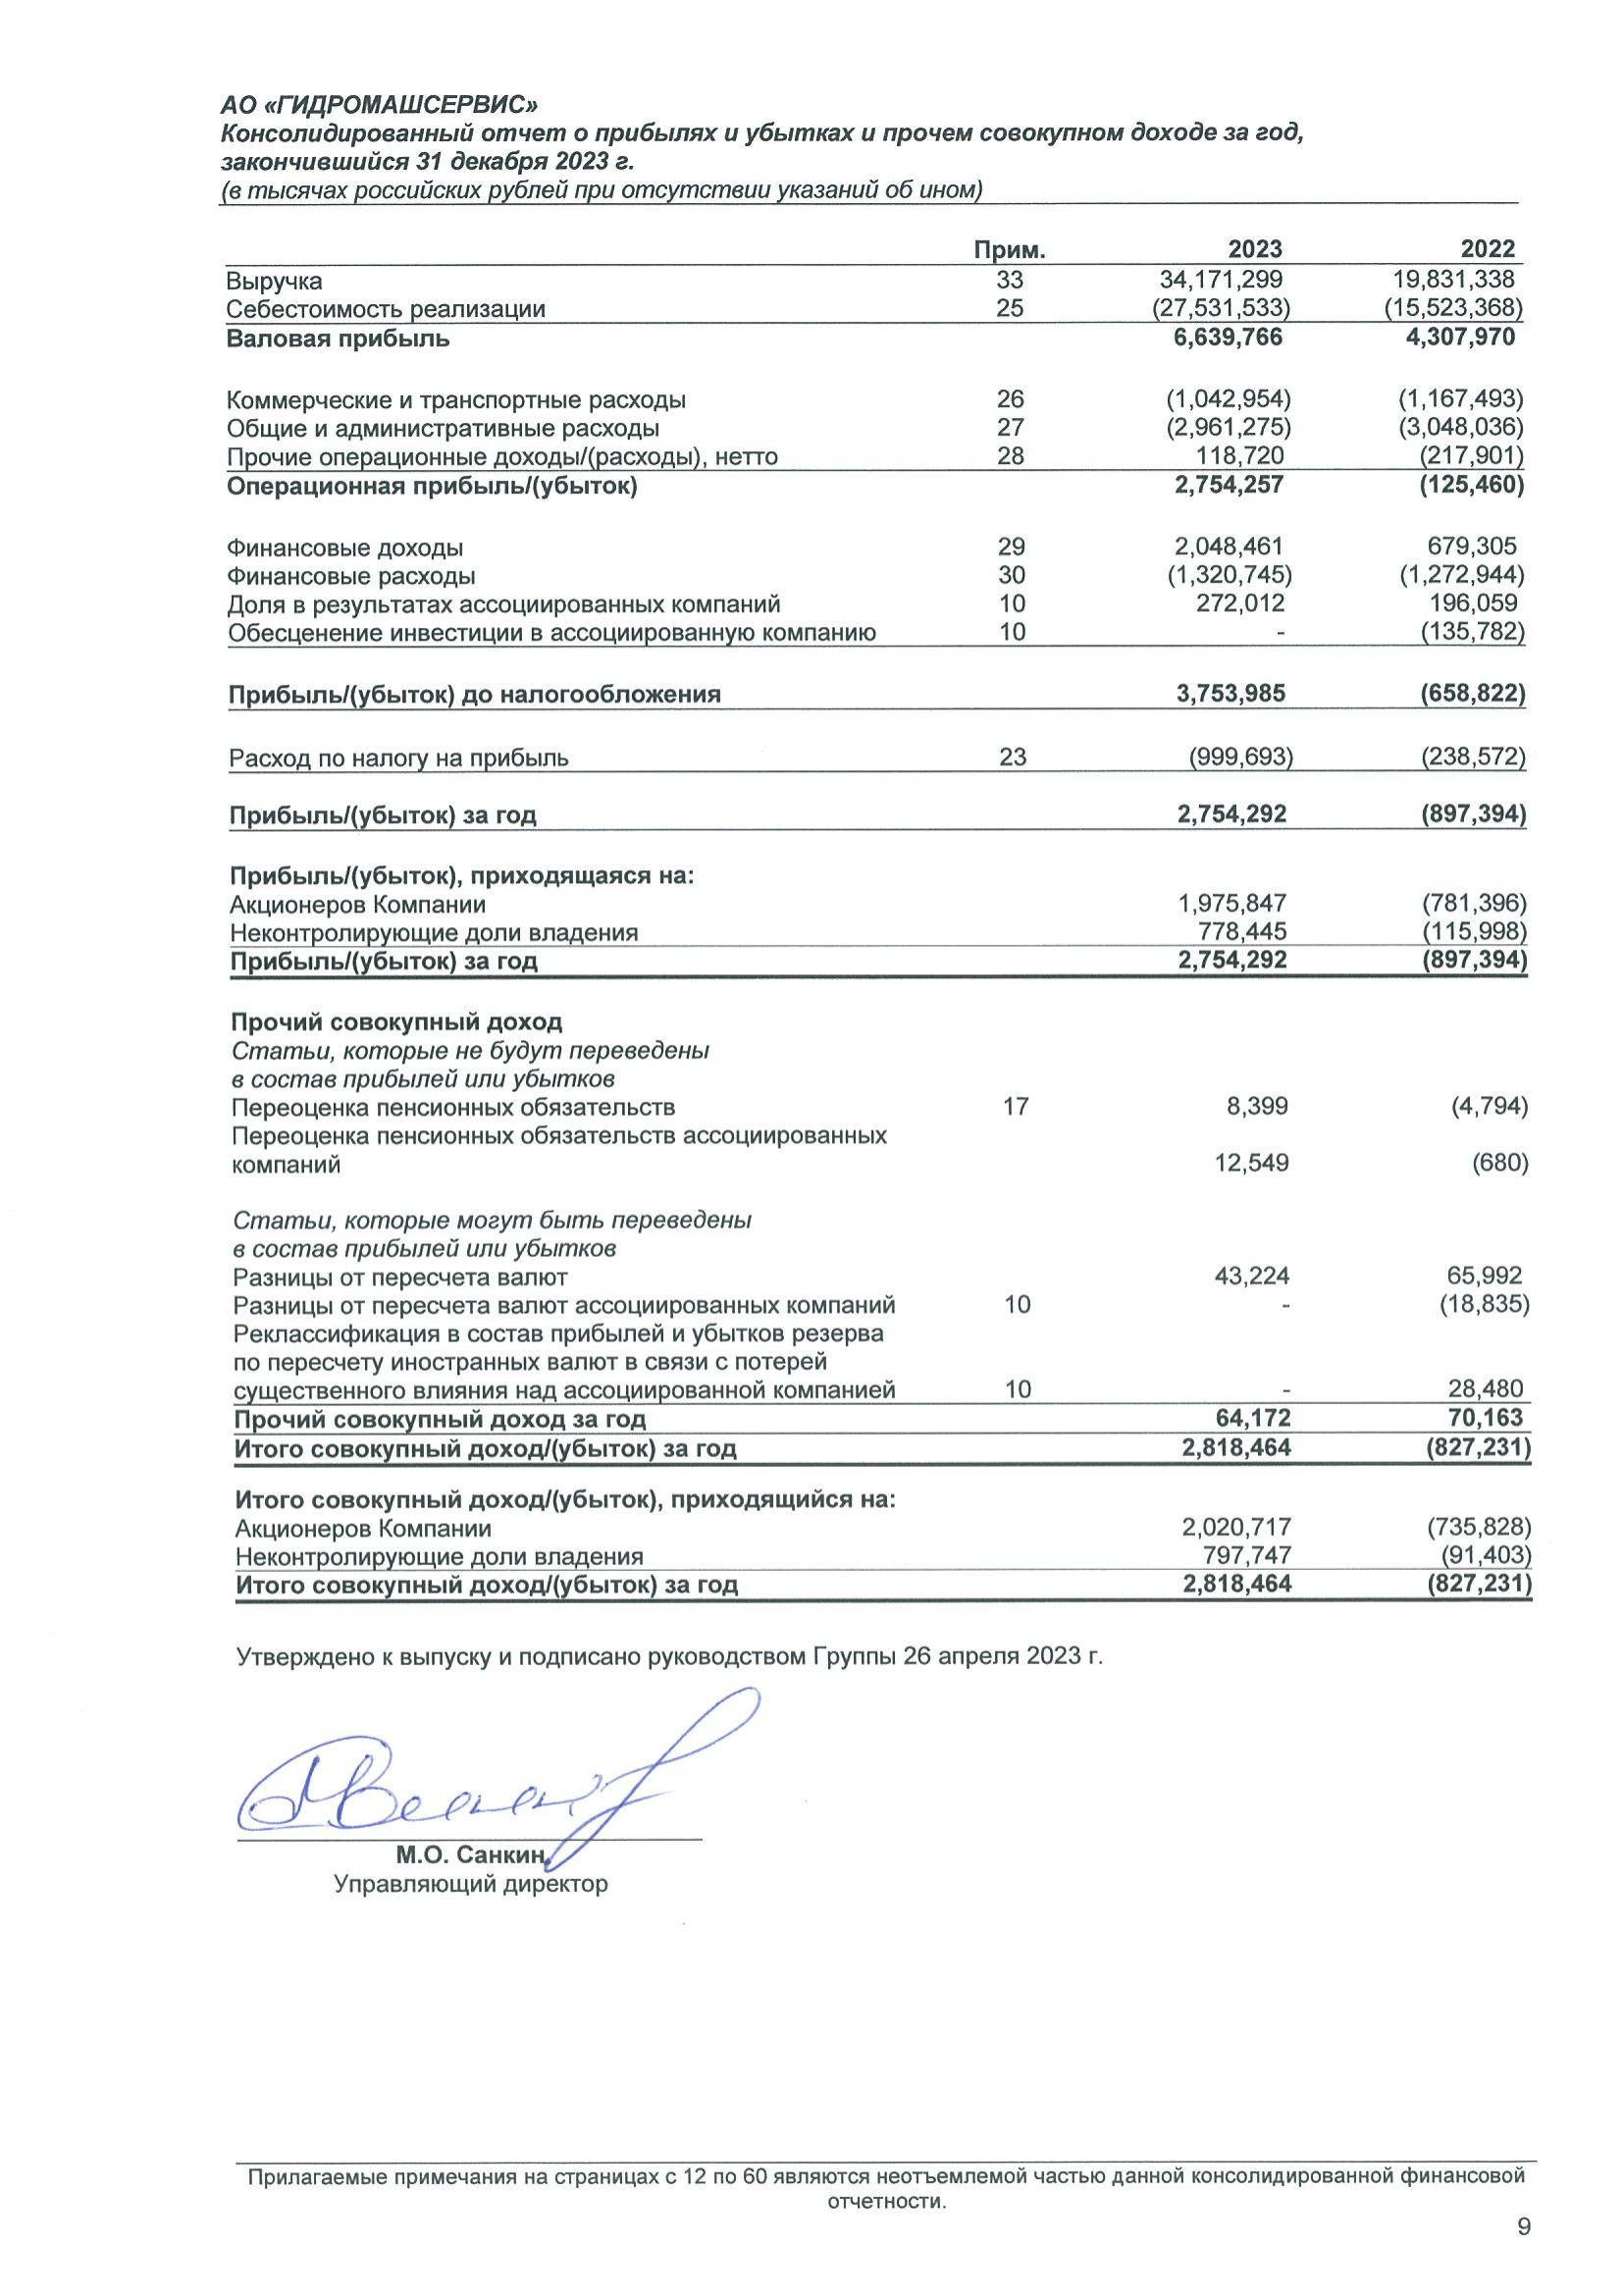 АО «ГИДРОМАШСЕРВИС»
Консолидированный отчет о прибылях и убытках и прочем совокупном доходе за год,
закончившийся 31 декабря 2023 г.
(в тысячах российских рублей при отсутствии указаний об ином)
Прим. 2023 2022
Выручка 33 34,171,299 19,831,338
Себестоимость реализации 25 (27,531,533) (15,523,368)
Валовая прибыль 6,639,766 4,307,970
Коммерческие и транспортные расходы 26 (1,042,954) (1,167,493)
Общие и административные расходы 27 (2,961,275) (3,048,036)
Прочие операционные доходы/(расходы), нетто 28 118,720 (217,901)
Операционная прибыль/(убыток) 2,754,257 (125,460)
Финансовые доходы 29 2,048,461 679,305
Финансовые расходы 30 (1,320,745) (1,272,944)
Доля в результатах ассоциированных компаний 10 272,012 196,059
Обесценение инвестиции в ассоциированную компанию 10 - (135,782)
Прибыль/(убыток) до налогообложения 3,753,985 (658,822)
Расход по налогу на прибыль 23 (999,693) (238,572)
Прибыль/(убыток) за год 2,754,292 (897,394)
Прибыль/(убыток), приходящаяся на:
Акционеров Компании 1,975,847 (781,396)
Неконтролирующие доли владения 778,445 (115,998)
Прибыль/(убыток) за год 2,754,292 (897,394)
Прочий совокупный доход
Статьи, которые не будут переведены
в состав прибылей или убытков
Переоценка пенсионных обязательств 17 8,399 (4,794)
Переоценка пенсионных обязательств ассоциированных
компаний 12,549 (680)
Статьи, которые могут быть переведены
в состав прибылей или убытков
Разницы от пересчета валют 43,224 65,992
Разницы от пересчета валют ассоциированных компаний 10 - (18,835)
Реклассификация в состав прибылей и убытков резерва
по пересчету иностранных валют в связи с потерей
существенного влияния над ассоциированной компанией 10 - 28,480
Прочий совокупный доход за год 64,172 70,163
Итого совокупный доход/(убыток) за год 2,818,464 (827,231)
Итого совокупный доход/(убыток), приходящийся на:
Акционеров Компании 2,020,717 (735,828)
Неконтролирующие доли владения 797,747 (91,403)
Итого совокупный доход/(убыток) за год 2,818,464 (827,231)
Утверждено к выпуску и подписано руководством Группы 26 апреля 2023 г.
М.О. Санкин
Управляющий директор
Прилагаемые примечания на страницах с 12 по 60 являются неотъемлемой частью данной консолидированной финансовой
отчетности.
9